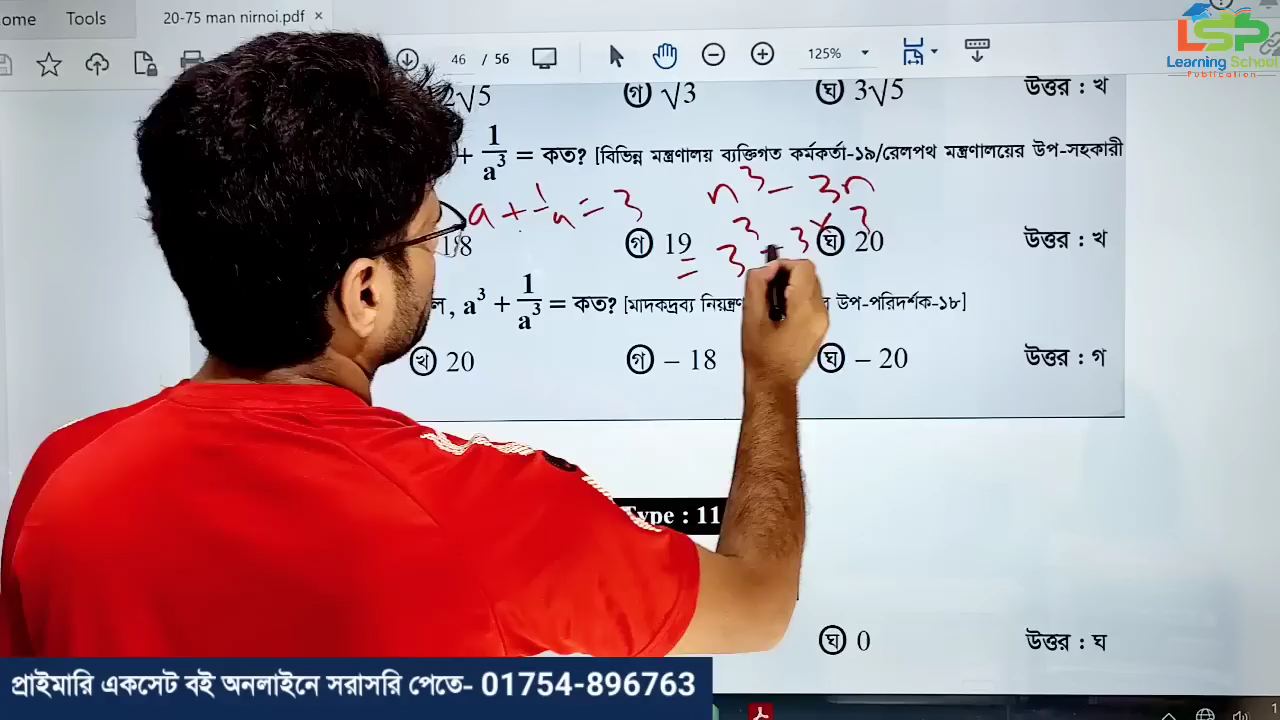 ome Tools 20-75 man nirnoi.pdf ×
46 / 56 125%
LSP
Learning School
Publication
2√5 গ √3 ঘ 3√5 উত্তর : খ
+ 1/a³ = কত? [বিভিন্ন মন্ত্রণালয় ব্যক্তিগত কর্মকর্তা-১৯/রেলপথ মন্ত্রণালয়ের উপ-সহকারী
a + 1/a = 3 n³ - 3n
18 গ 19 ঘ 20 উত্তর : খ
= 3³ - 3 × 3
ল, a³ + 1/a³ = কত? [মাদকদ্রব্য নিয়ন্ত্রণ র উপ-পরিদর্শক-১৮]
খ 20 গ – 18 ঘ – 20 উত্তর : গ
Type : 11
ঘ 0 উত্তর : ঘ
প্রাইমারি একসেট বই অনলাইনে সরাসরি পেতে- 01754-896763